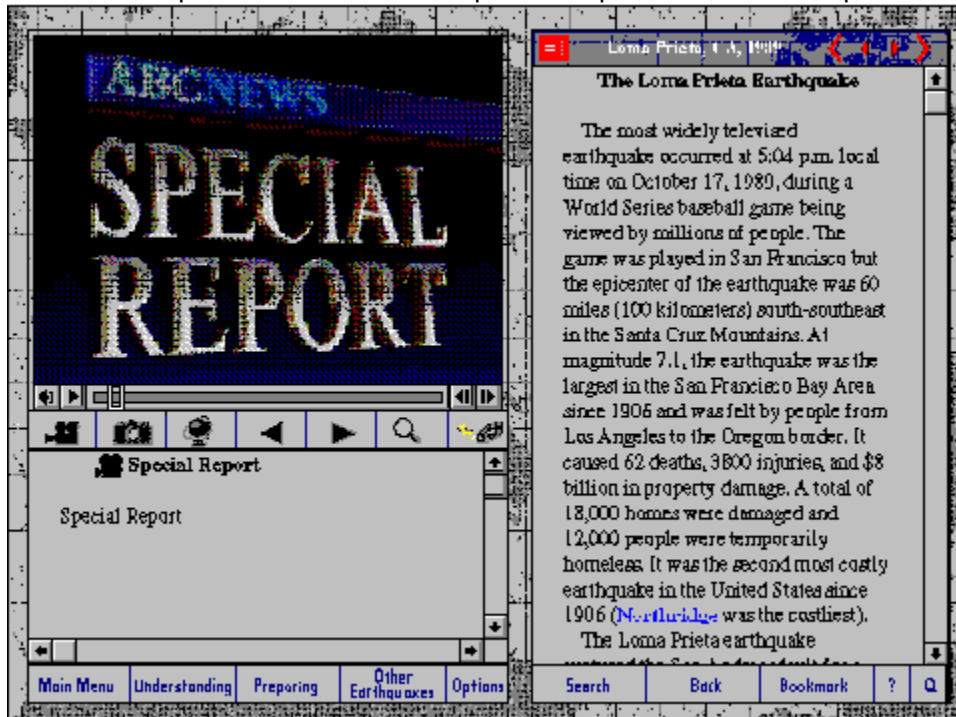 ABCNEWS
SPECIAL
REPORT
Special Report
Special Report
Main Menu
Understanding
Preparing
Other
Earthquakes
Options
Loma Prieta, CA, 1989
The Loma Prieta Earthquake
The most widely televised
earthquake occurred at 5:04 p.m. local
time on October 17, 1989, during a
World Series baseball game being
viewed by millions of people. The
game was played in San Francisco but
the epicenter of the earthquake was 60
miles (100 kilometers) south-southeast
in the Santa Cruz Mountains. At
magnitude 7.1, the earthquake was the
largest in the San Francisco Bay Area
since 1906 and was felt by people from
Los Angeles to the Oregon border. It
caused 62 deaths, 3800 injuries, and $8
billion in property damage. A total of
18,000 homes were damaged and
12,000 people were temporarily
homeless. It was the second most costly
earthquake in the United States since
1906 (Northridge was the costliest).
The Loma Prieta earthquake
Search
Back
Bookmark
?
Q